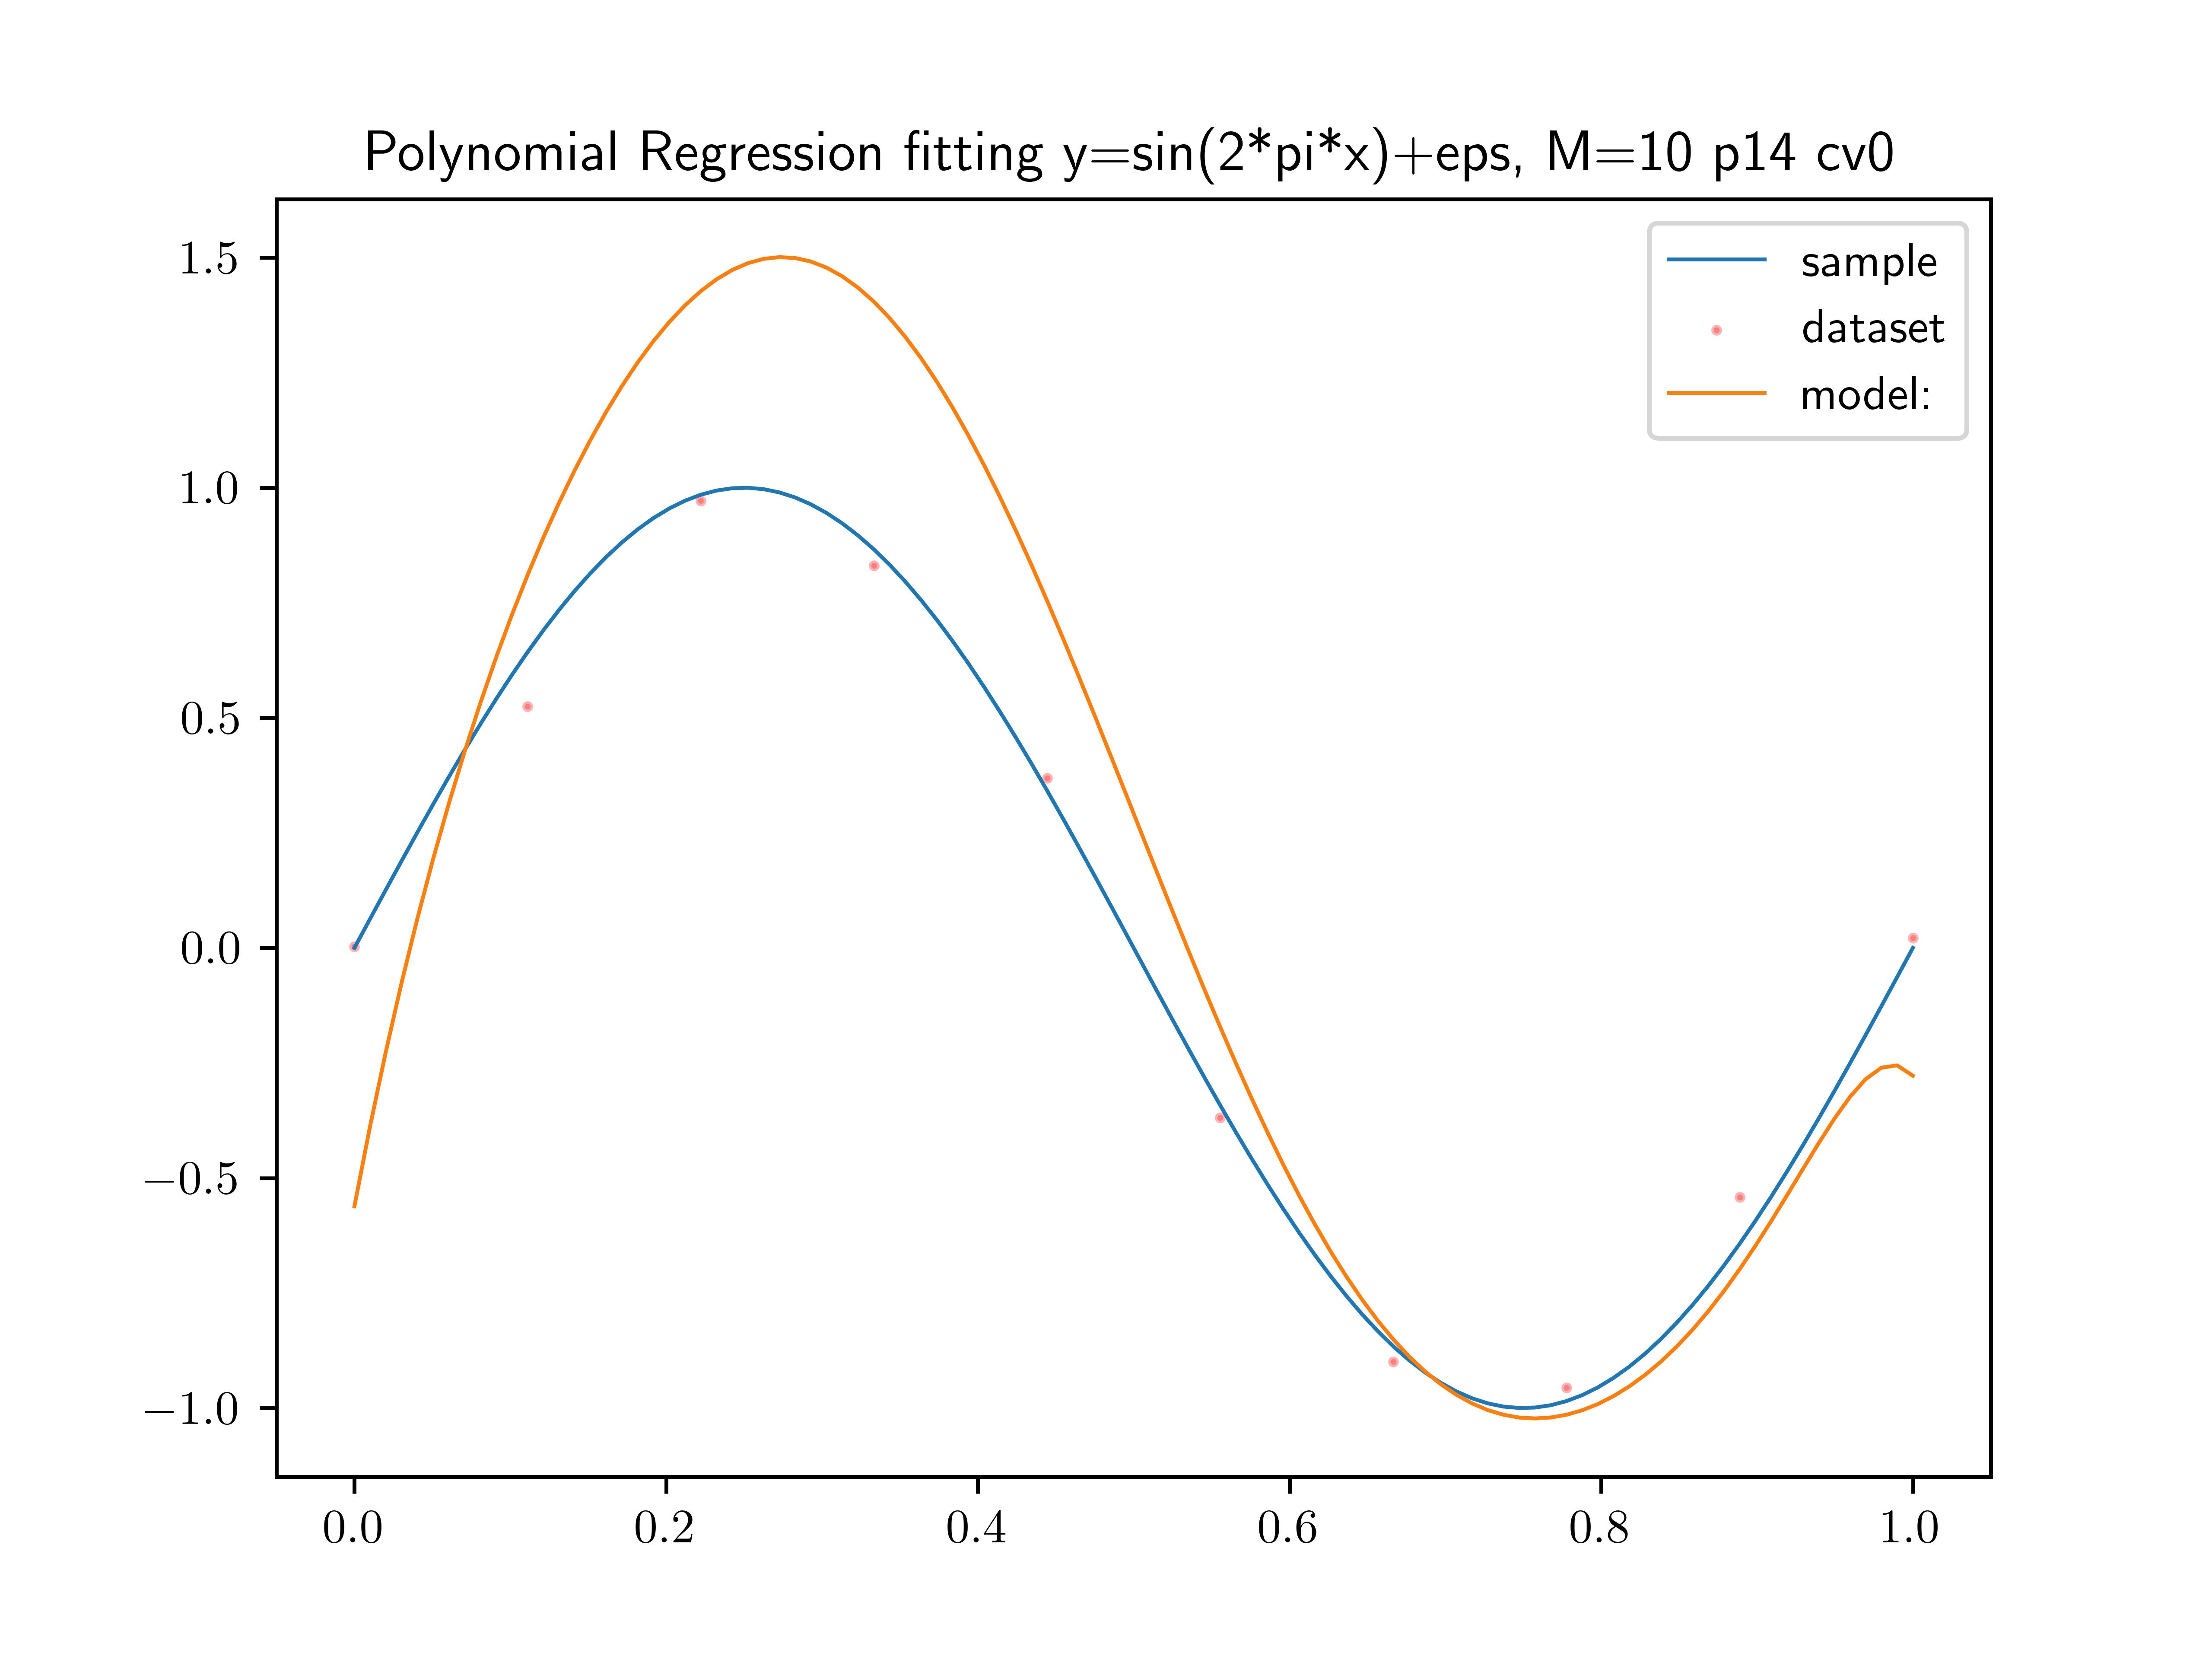 Polynomial Regression fitting y=sin(2*pi*x)+eps, M=10 p14 cv0
sample
dataset
model:
1.5
1.0
0.5
0.0
−0.5
−1.0
0.0 0.2 0.4 0.6 0.8 1.0